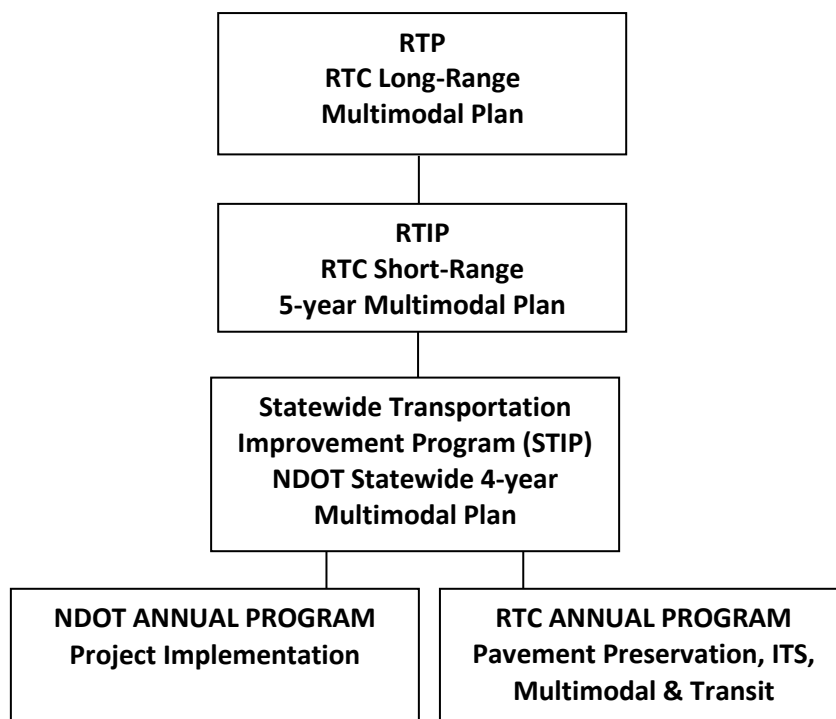 RTP
RTC Long-Range
Multimodal Plan
RTIP
RTC Short-Range
5-year Multimodal Plan
Statewide Transportation
Improvement Program (STIP)
NDOT Statewide 4-year
Multimodal Plan
NDOT ANNUAL PROGRAM
Project Implementation
RTC ANNUAL PROGRAM
Pavement Preservation, ITS,
Multimodal & Transit